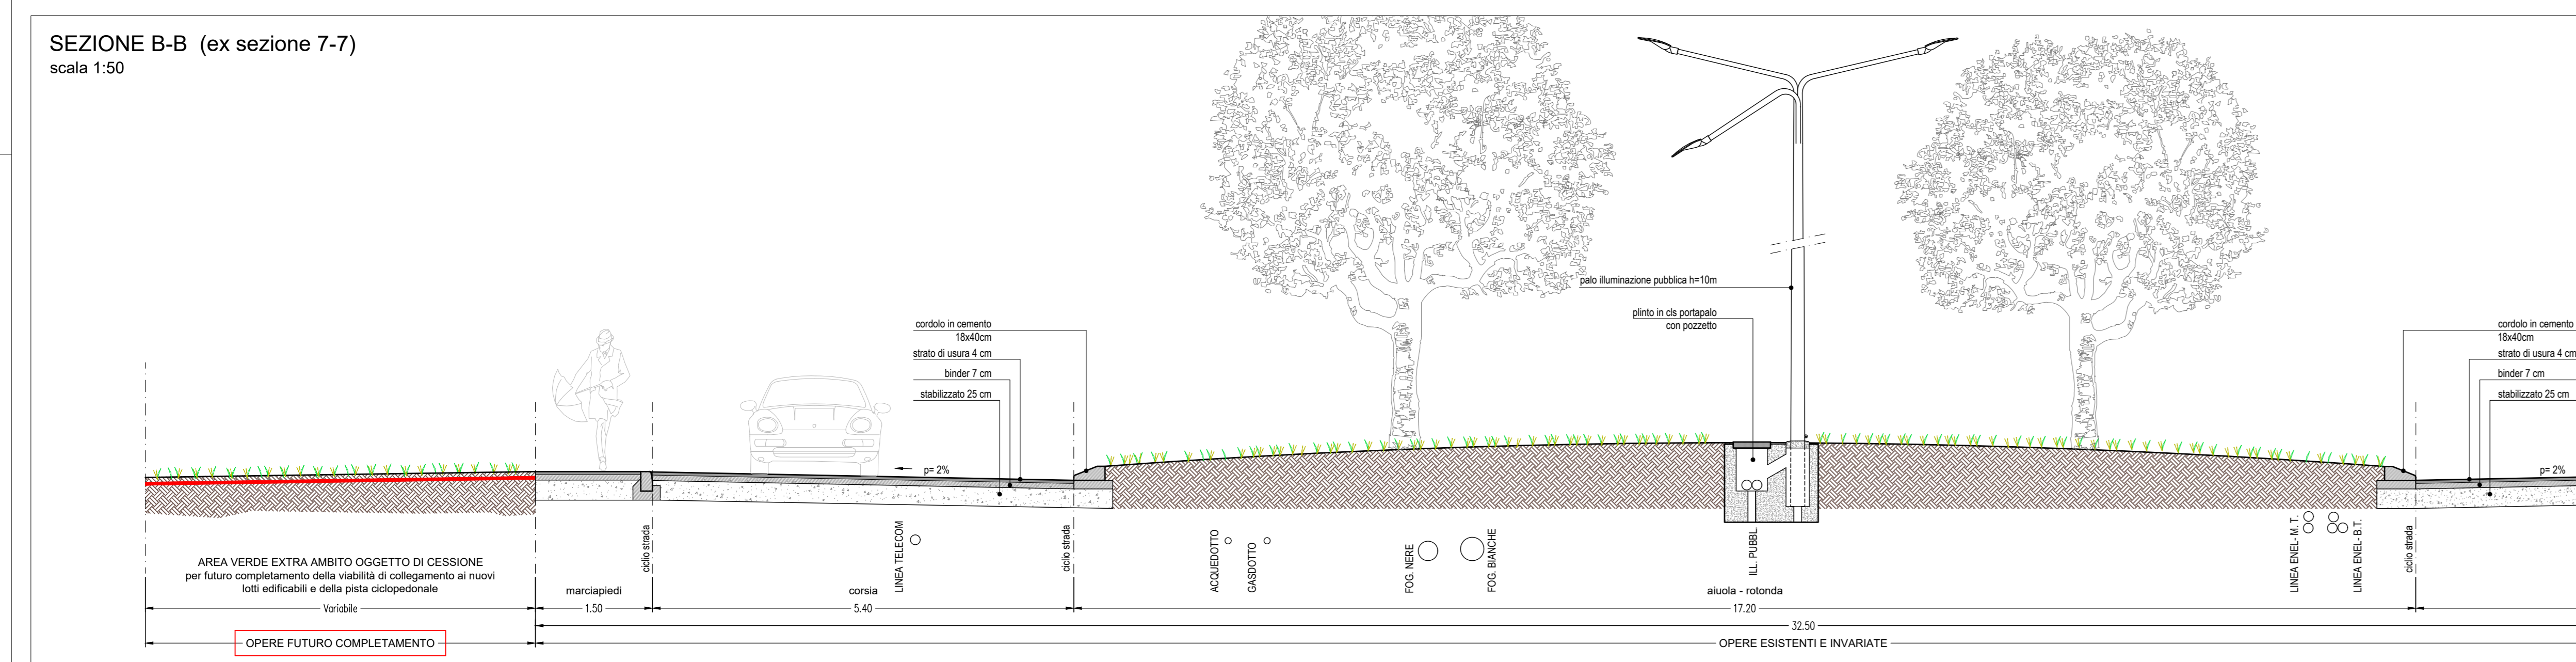 SEZIONE B-B (ex sezione 7-7)
scala 1:50
palo illuminazione pubblica h=10m
plinto in cls portapalo
con pozzetto
cordolo in cemento
18x40cm
strato di usura 4 cm
binder 7 cm
stabilizzato 25 cm
p= 2%
cordolo in cemento
18x40cm
strato di usura 4 cm
binder 7 cm
stabilizzato 25 cm
p= 2%
AREA VERDE EXTRA AMBITO OGGETTO DI CESSIONE
per futuro completamento della viabilità di collegamento ai nuovi
lotti edificabili e della pista ciclopedonale
ciclio strada
LINEA TELECOM
ciclio strada
ACQUEDOTTO
GASDOTTO
FOG. NERE
FOG. BIANCHE
ILL. PUBBL.
LINEA ENEL- M. T.
LINEA ENEL- B.T.
ciclio strada
marciapiedi
corsia
aiuola - rotonda
Variabile
1.50
5.40
17.20
32.50
OPERE FUTURO COMPLETAMENTO
OPERE ESISTENTI E INVARIATE